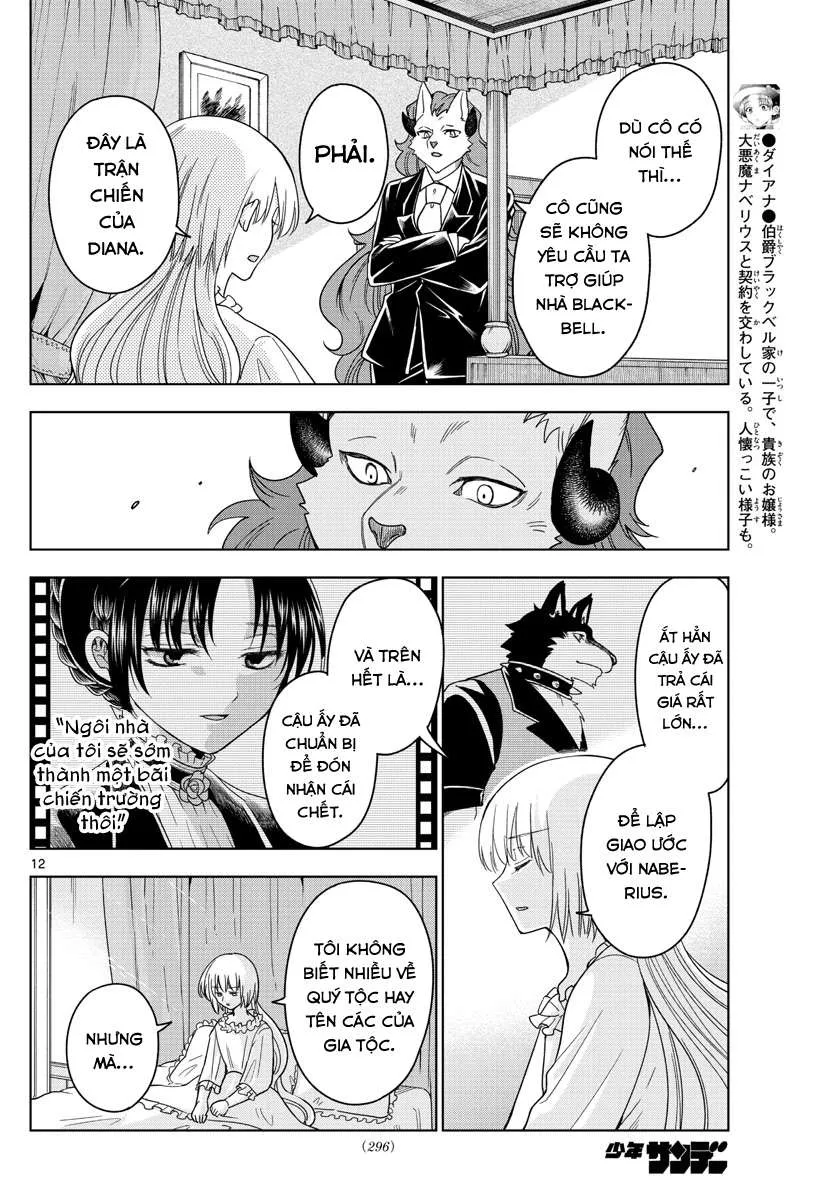 DÙ CÔ CÓ
NÓI THẾ
THÌ...
CÔ CŨNG
SẼ KHÔNG
YÊU CẦU TA
TRỢ GIÚP
NHÀ BLACK-
BELL.
PHẢI.
ĐÂY LÀ
TRẬN
CHIẾN
CỦA
DIANA.
●ダイアナ●伯爵ブラックベル家の一子で、貴族のお嬢様。
大悪魔ナベリウスと契約を交わしている。人懐っこい様子も。
ẮT HẲN
CẬU ẤY ĐÃ
TRẢ CÁI
GIÁ RẤT
LỚN...
ĐỂ LẬP
GIAO ƯỚC
VỚI NABE-
RIUS.
VÀ TRÊN
HẾT LÀ...
CẬU ẤY ĐÃ
CHUẨN BỊ
ĐỂ ĐÓN
NHẬN CÁI
CHẾT.
"Ngôi nhà
của tôi sẽ sớm
thành một bãi
chiến trường
thôi."
12
TÔI KHÔNG
BIẾT NHIỀU VỀ
QUÝ TỘC HAY
TÊN CÁC CỦA
GIA TỘC.
NHƯNG
MÀ...
(296)
少年サンデー